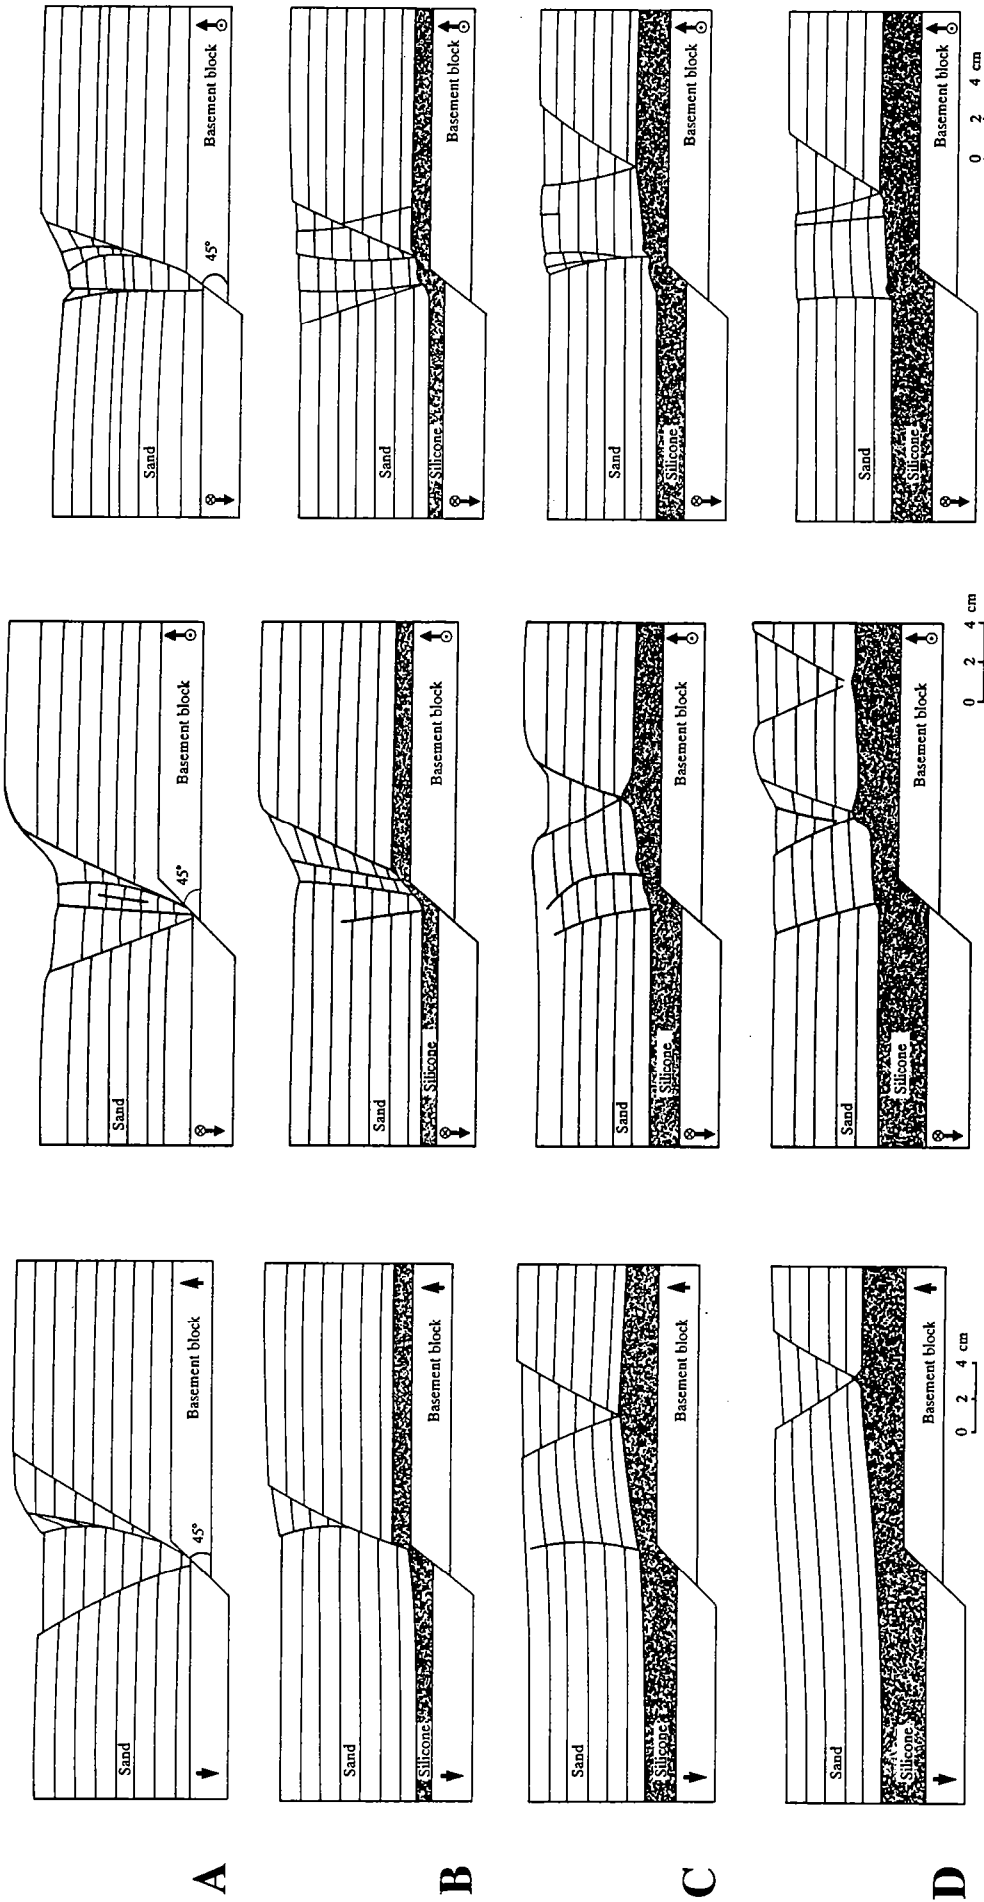 A
Sand
Basement block
45°
Sand
Basement block
45°
Sand
Basement block
45°
B
Sand
Silicone
Basement block
Sand
Silicone
Basement block
Sand
Silicone
Basement block
C
Sand
Silicone
Basement block
Sand
Silicone
Basement block
Sand
Silicone
Basement block
D
Sand
Silicone
Basement block
0 2 4 cm
Sand
Silicone
Basement block
0 2 4 cm
Sand
Silicone
Basement block
0 2 4 cm